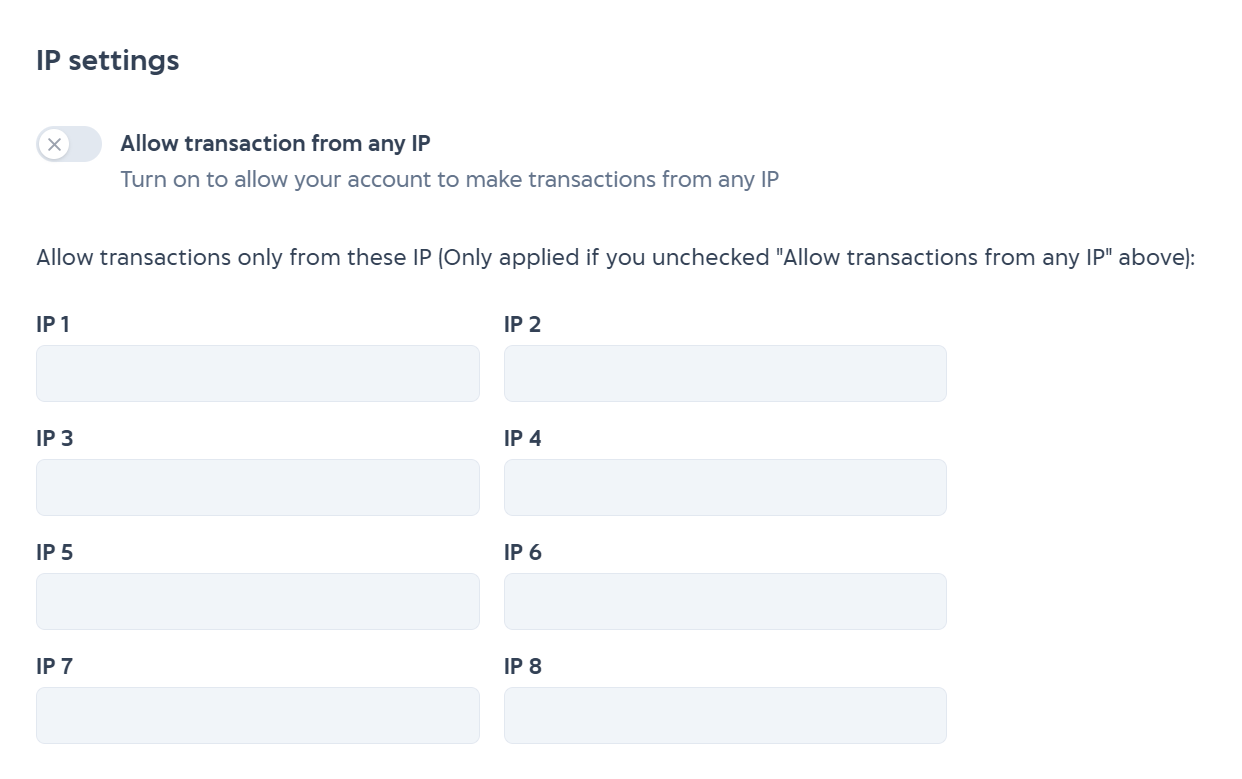 IP settings
Allow transaction from any IP
Turn on to allow your account to make transactions from any IP
Allow transactions only from these IP (Only applied if you unchecked "Allow transactions from any IP" above):
IP 1
IP 2
IP 3
IP 4
IP 5
IP 6
IP 7
IP 8